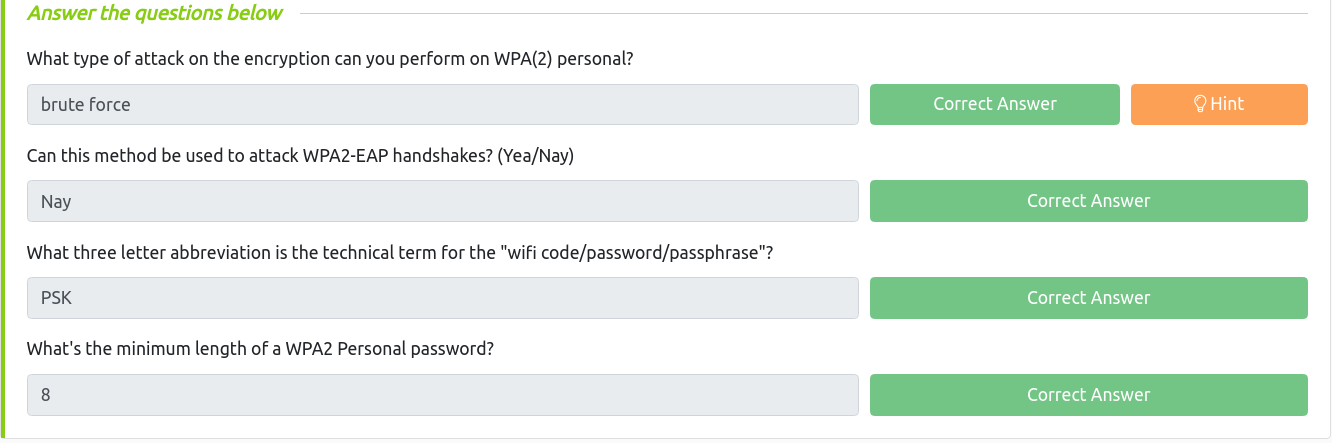 Answer the questions below
What type of attack on the encryption can you perform on WPA(2) personal?
brute force
Correct Answer
Hint
Can this method be used to attack WPA2-EAP handshakes? (Yea/Nay)
Nay
Correct Answer
What three letter abbreviation is the technical term for the "wifi code/password/passphrase"?
PSK
Correct Answer
What's the minimum length of a WPA2 Personal password?
8
Correct Answer